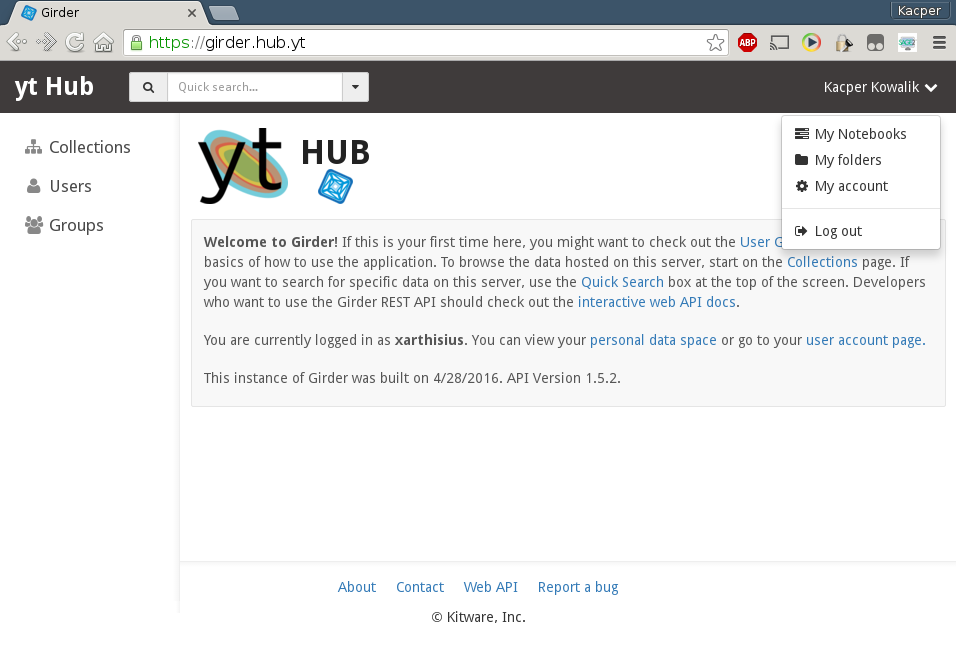 Girder
Kacper
https://girder.hub.yt
ABP
yt Hub
Quick search...
Kacper Kowalik
My Notebooks
My folders
My account
Log out
Collections
Users
Groups
yt HUB
Welcome to Girder! If this is your first time here, you might want to check out the User G
basics of how to use the application. To browse the data hosted on this server, start on the Collections page. If
you want to search for specific data on this server, use the Quick Search box at the top of the screen. Developers
who want to use the Girder REST API should check out the interactive web API docs.
You are currently logged in as xarthisius. You can view your personal data space or go to your user account page.
This instance of Girder was built on 4/28/2016. API Version 1.5.2.
About Contact Web API Report a bug
© Kitware, Inc.